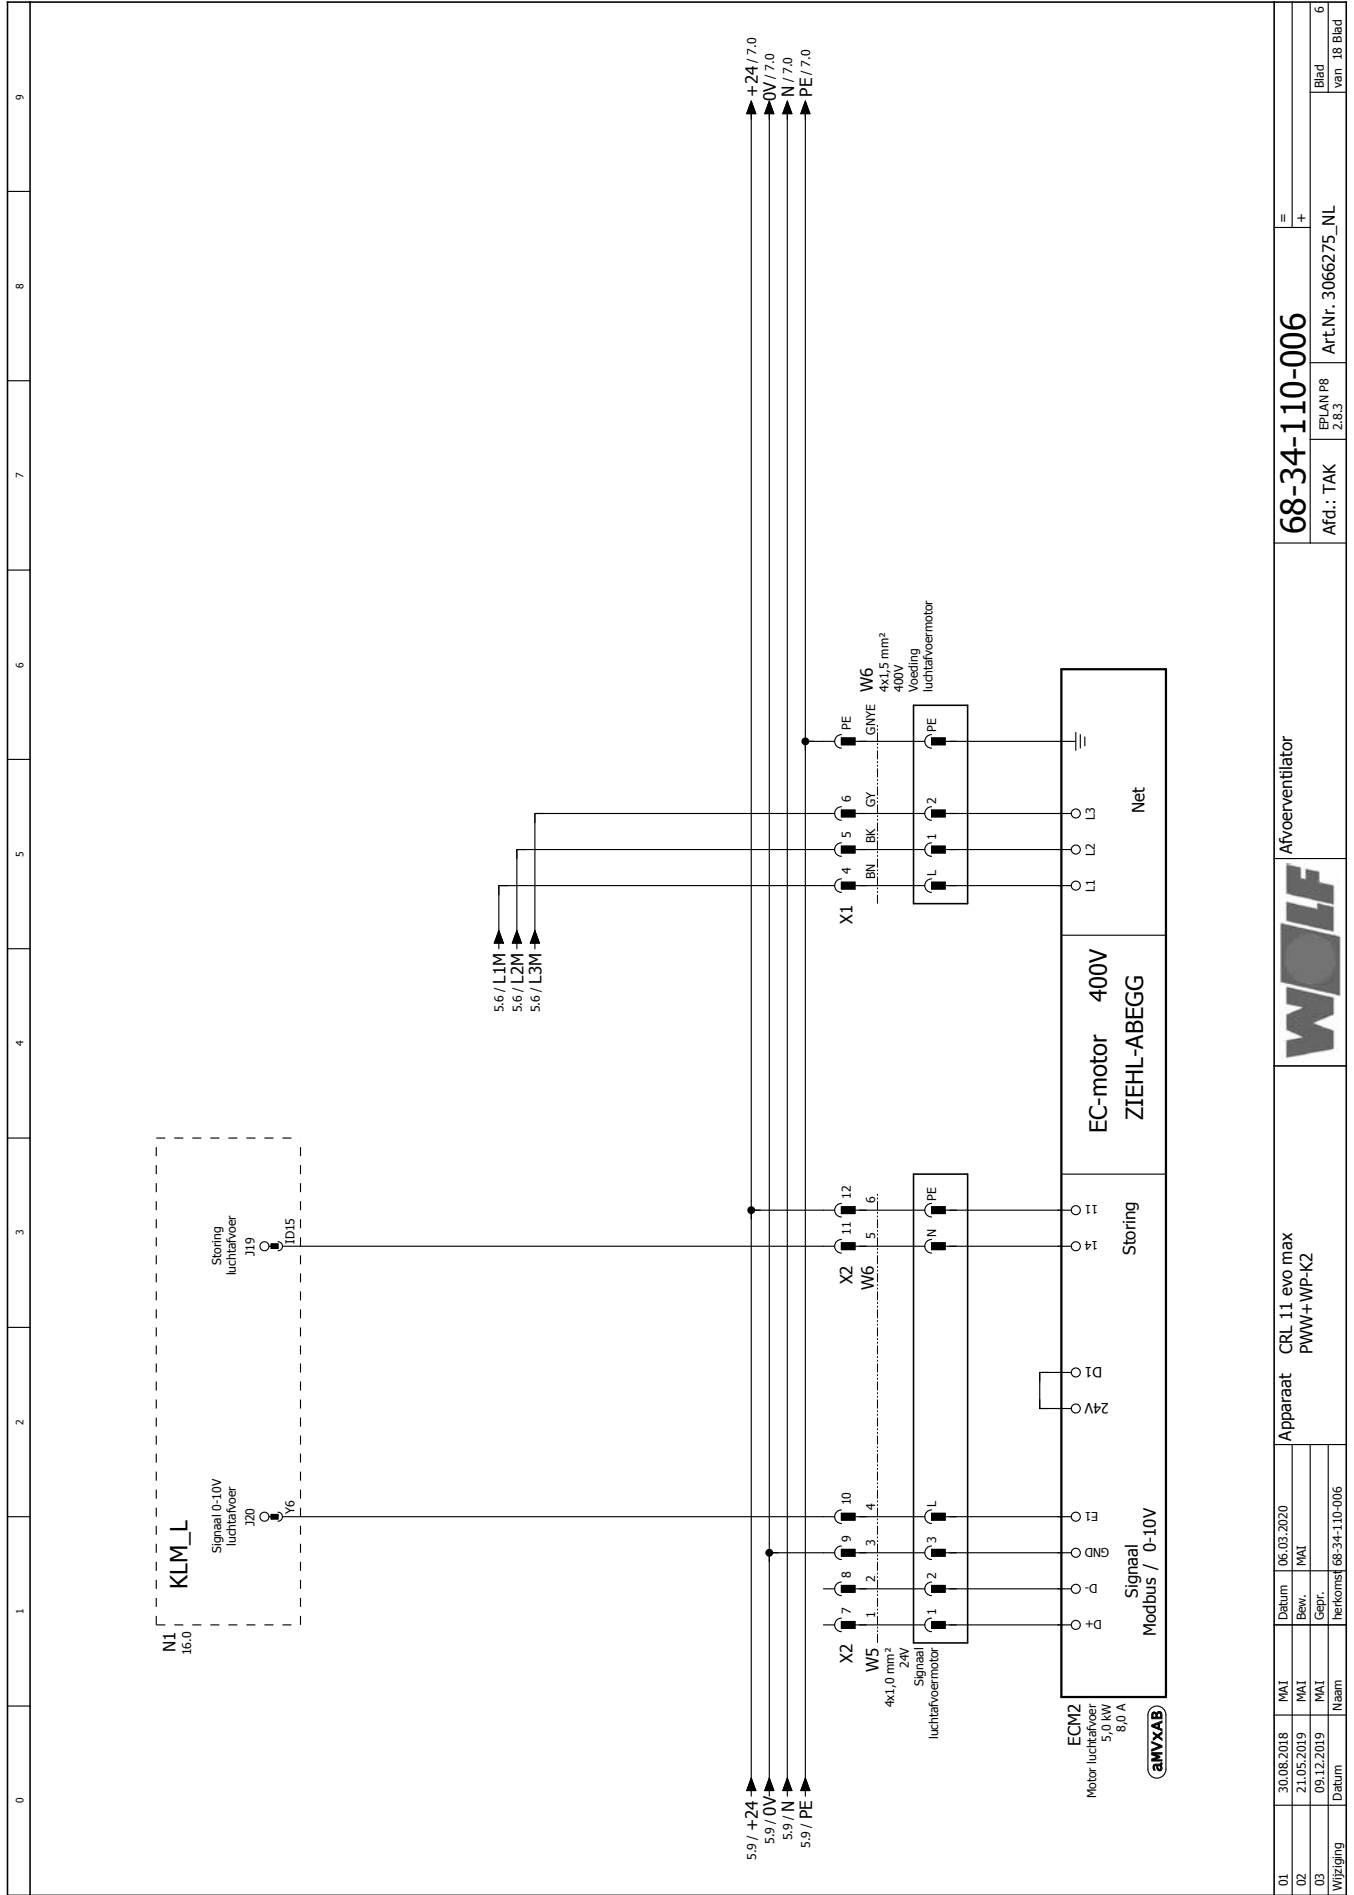 0 1 2 3 4 5 6 7 8 9
N1
16.0
KLM_L
Signaal 0-10V
luchtafvoer
J20
Y6
Storing
luchtafvoer
J19
ID15
5.6 / L1M
5.6 / L2M
5.6 / L3M
5.9 / +24
5.9 / 0V
5.9 / N
5.9 / PE
+24 / 7.0
0V / 7.0
N / 7.0
PE / 7.0
X2 7 8 9 10
X2 11 12
X1 4 5 6 PE
W5 1 2 3 4
4x1,0 mm²
24V
Signaal
luchtafvoermotor
W6 5 6
BN BK GY GNYE
W6
4x1,5 mm²
400V
Voeding
luchtafvoermotor
1 2 3 L N PE
L 1 2 PE
D+ D- GND E1 24V D1 14 11 L1 L2 L3
ECM2
Motor luchtafvoer
5,0 kW
8,0 A
aMVxAB
Signaal
Modbus / 0-10V
Storing
EC-motor 400V
ZIEHL-ABEGG
Net
01 30.08.2018 MAI
02 21.05.2019 MAI
03 09.12.2019 MAI
Wijziging Datum Naam
Datum 06.03.2020
Bew. MAI
Gepr.
herkomst 68-34-110-006
Apparaat CRL 11 evo max
PWW+WP-K2
WOLF
Afvoerventilator
68-34-110-006
=
+
Afd.: TAK
EPLAN P8
2.8.3
Art.Nr. 3066275_NL
Blad 6
van 18 Blad